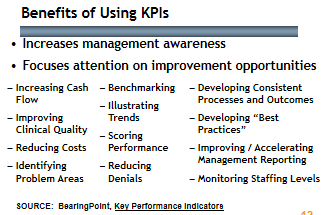 Benefits of Using KPIs
• Increases management awareness
• Focuses attention on improvement opportunities
– Increasing Cash
Flow
– Improving
Clinical Quality
– Reducing Costs
– Identifying
Problem Areas
– Benchmarking
– Illustrating
Trends
– Scoring
Performance
– Reducing
Denials
– Developing Consistent
Processes and Outcomes
– Developing “Best
Practices”
– Improving / Accelerating
Management Reporting
– Monitoring Staffing Levels
SOURCE: BearingPoint, Key Performance Indicators